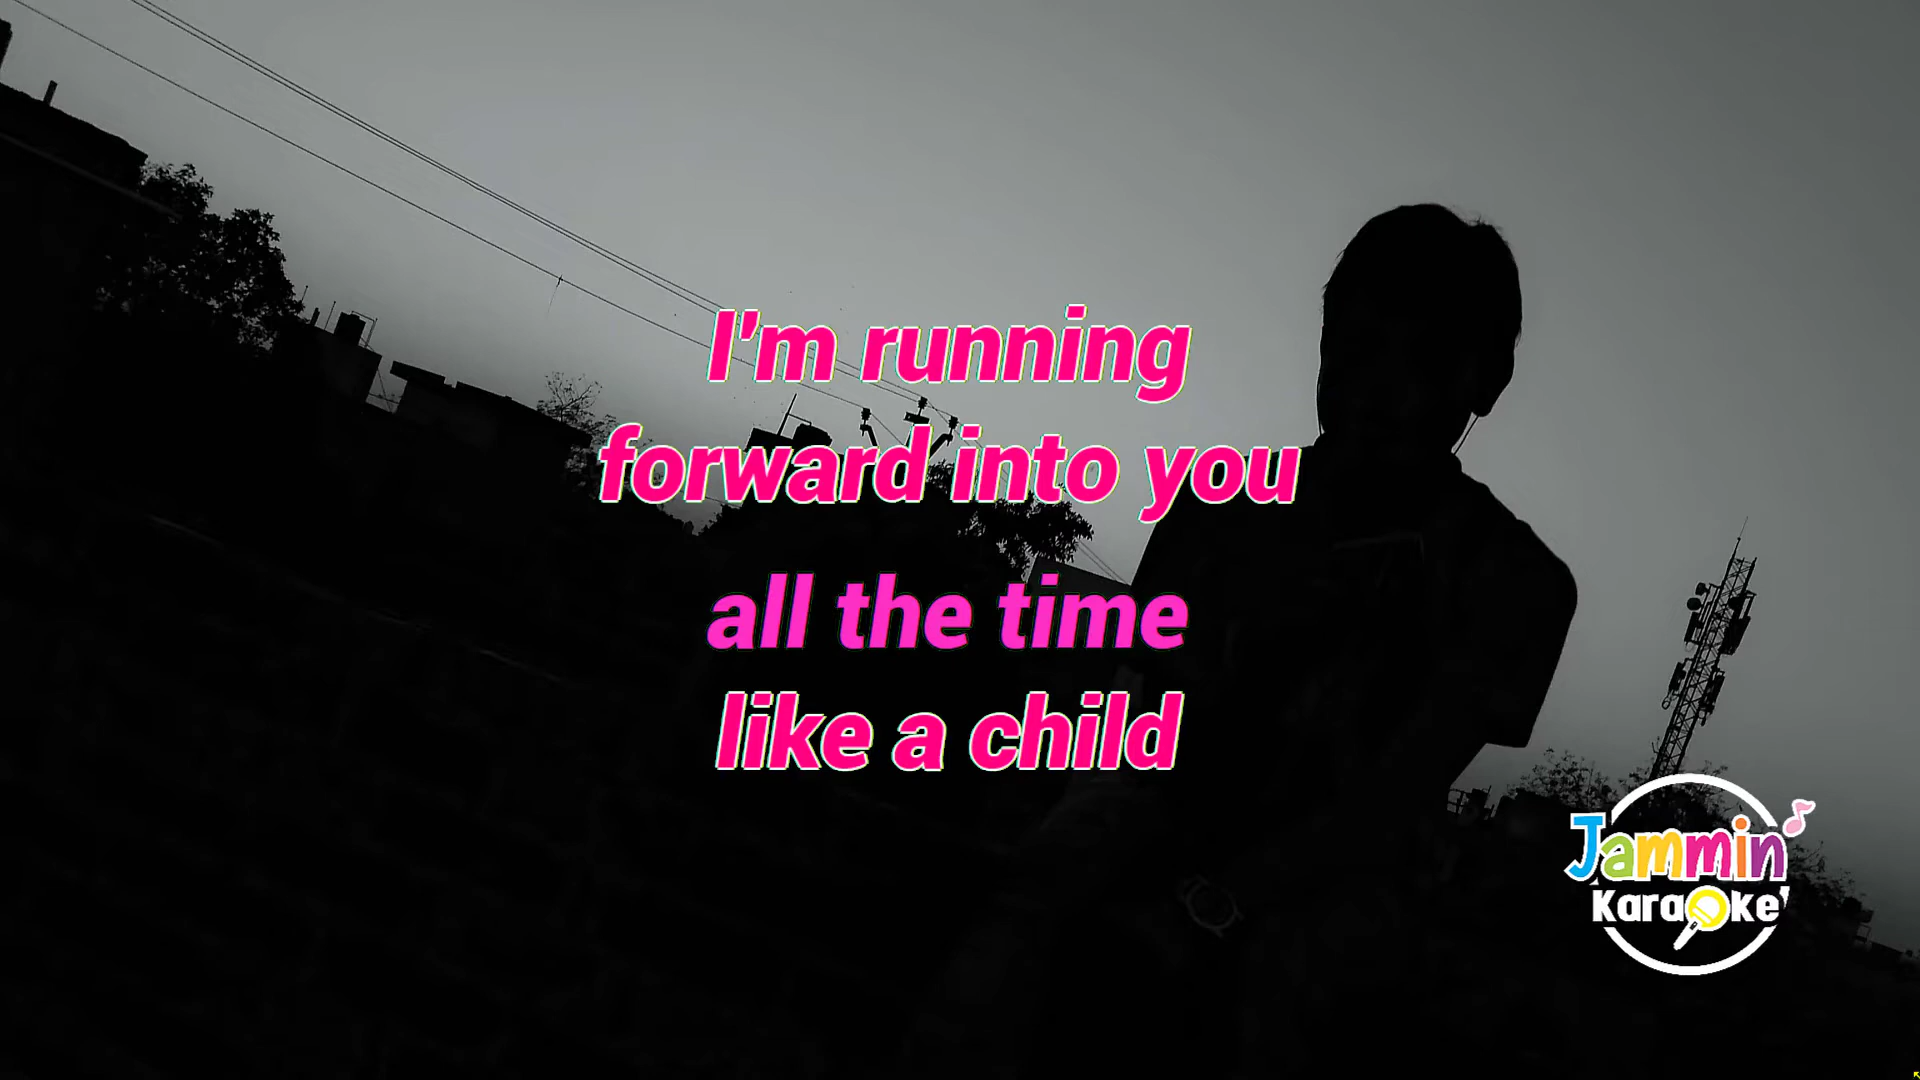 I'm running
forward into you
all the time
like a child
Jammin'
Karaoke